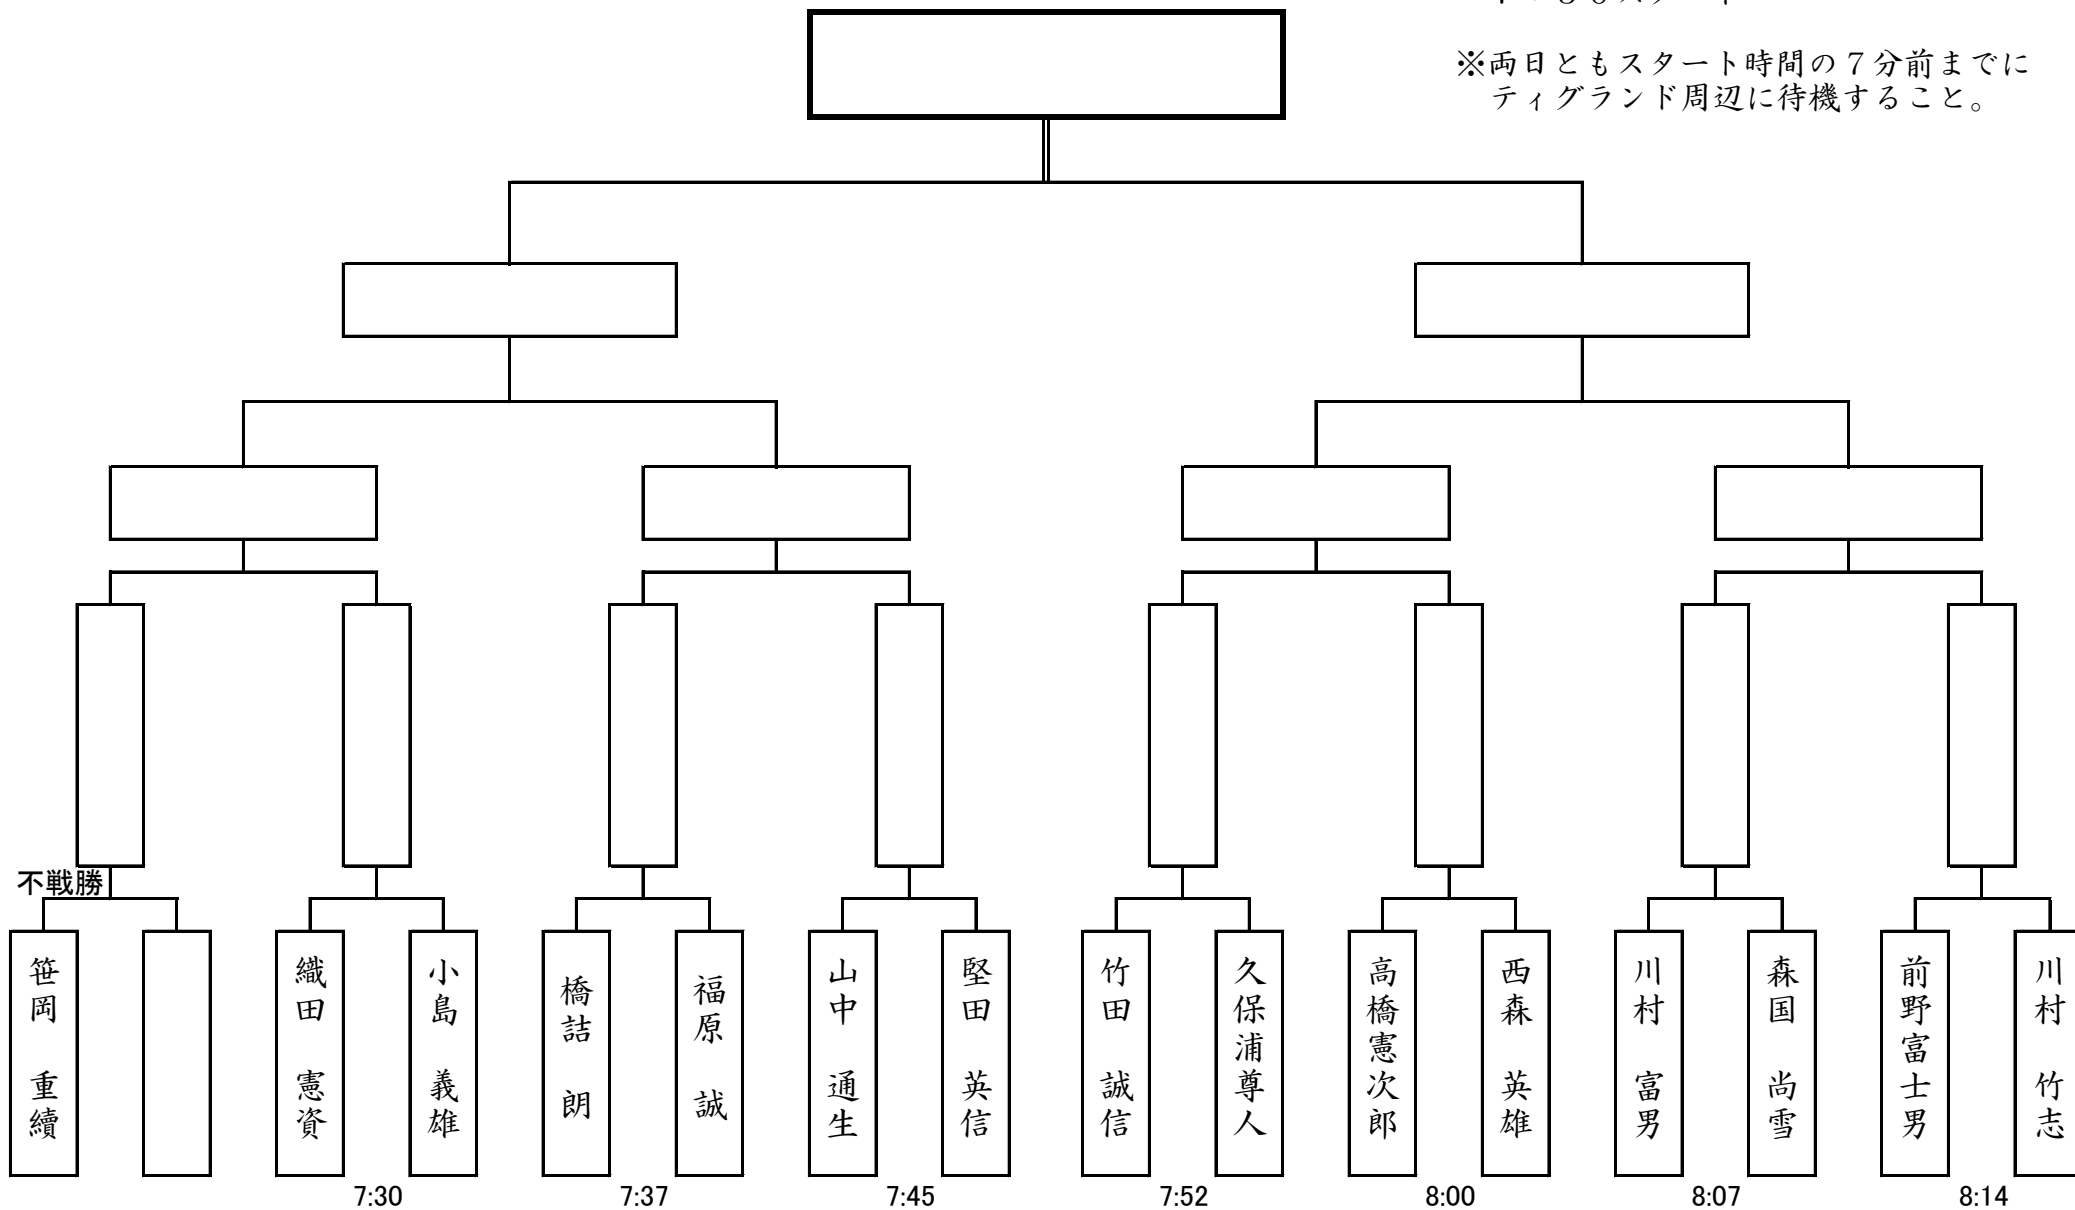 ※両日ともスタート時間の7分前までに
ティグランド周辺に待機すること。
不戦勝
笹岡 重續
織田 憲資
小島 義雄
橋詰 朗
福原 誠
山中 通生
堅田 英信
竹田 誠信
久保浦尊人
高橋憲次郎
西森 英雄
川村 富男
森国 尚雪
前野富士男
川村 竹志
7:30
7:37
7:45
7:52
8:00
8:07
8:14